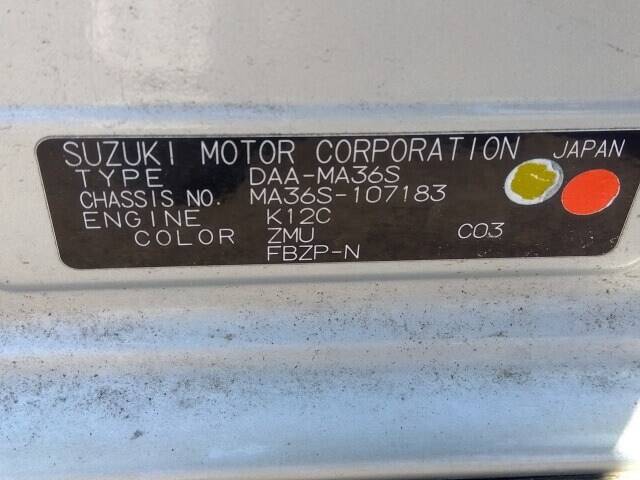 SUZUKI MOTOR CORPORATION JAPAN
TYPE DAA-MA36S
CHASSIS NO. MA36S-107183
ENGINE K12C
COLOR ZMU C03
FBZP-N